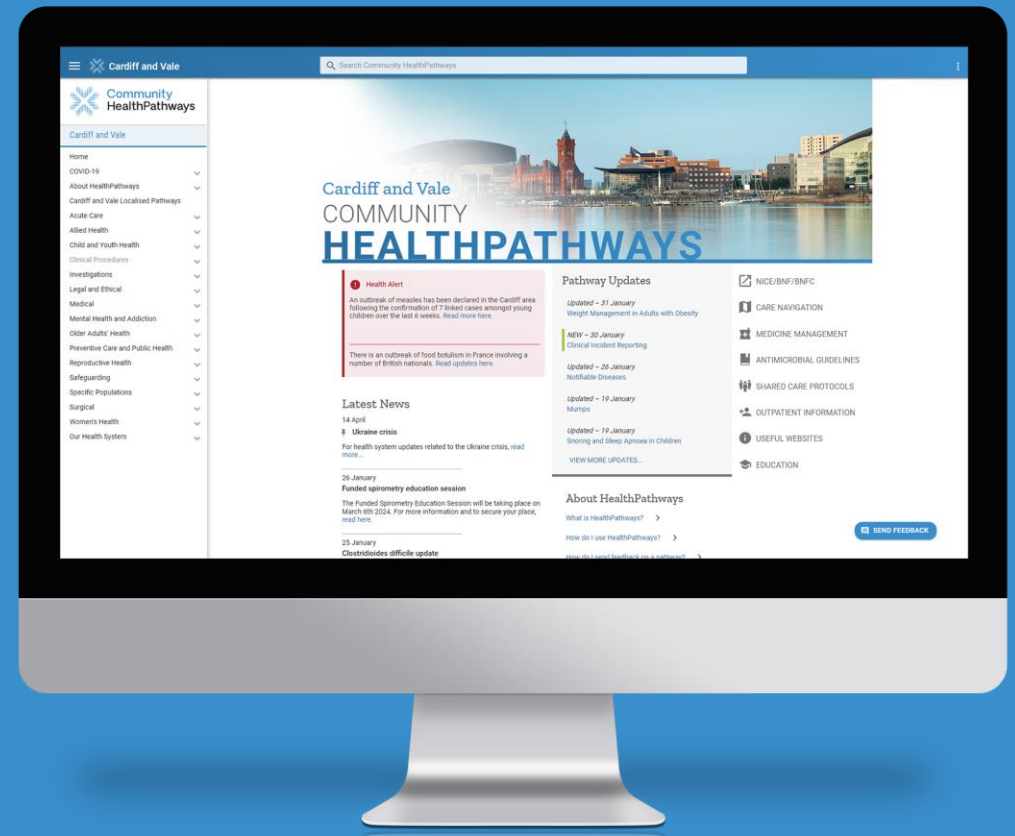 Cardiff and Vale
Search Community HealthPathways
Community
HealthPathways
Cardiff and Vale
Home
COVID-19
About HealthPathways
Cardiff and Vale Localised Pathways
Acute Care
Allied Health
Child and Youth Health
Clinical Procedures
Investigations
Legal and Ethical
Medical
Mental Health and Addiction
Older Adults' Health
Preventive Care and Public Health
Reproductive Health
Safeguarding
Specific Populations
Surgical
Women's Health
Our Health System
Cardiff and Vale
COMMUNITY
HEALTHPATHWAYS
Health Alert
An outbreak of measles has been declared in the Cardiff area
following the confirmation of 7 linked cases amongst young
children over the last 6 weeks. Read more here.
There is an outbreak of food botulism in France involving a
number of British nationals. Read updates here.
Latest News
14 April
Ukraine crisis
For health system updates related to the Ukraine crisis, read
more...
26 January
Funded spirometry education session
The Funded Spirometry Education Session will be taking place on
March 6th 2024. For more information and to secure your place,
read here.
25 January
Clostridioides difficile update
Pathway Updates
Updated – 31 January
Weight Management in Adults with Obesity
NEW – 30 January
Clinical Incident Reporting
Updated – 26 January
Notifiable Diseases
Updated – 19 January
Mumps
Updated – 19 January
Snoring and Sleep Apnoea in Children
VIEW MORE UPDATES...
About HealthPathways
What is HealthPathways?
How do I use HealthPathways?
How do I send feedback on a pathway?
NICE/BNF/BNFC
CARE NAVIGATION
MEDICINE MANAGEMENT
ANTIMICROBIAL GUIDELINES
SHARED CARE PROTOCOLS
OUTPATIENT INFORMATION
USEFUL WEBSITES
EDUCATION
SEND FEEDBACK